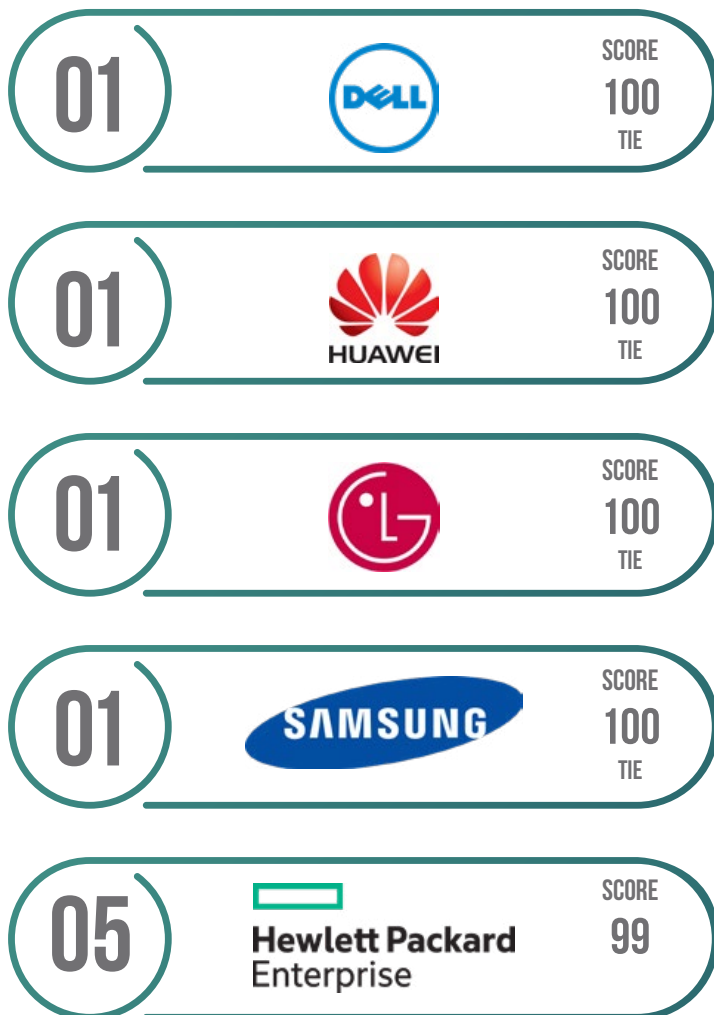 01
DELL
SCORE
100
TIE
01
HUAWEI
SCORE
100
TIE
01
LG
SCORE
100
TIE
01
SAMSUNG
SCORE
100
TIE
05
Hewlett Packard
Enterprise
SCORE
99